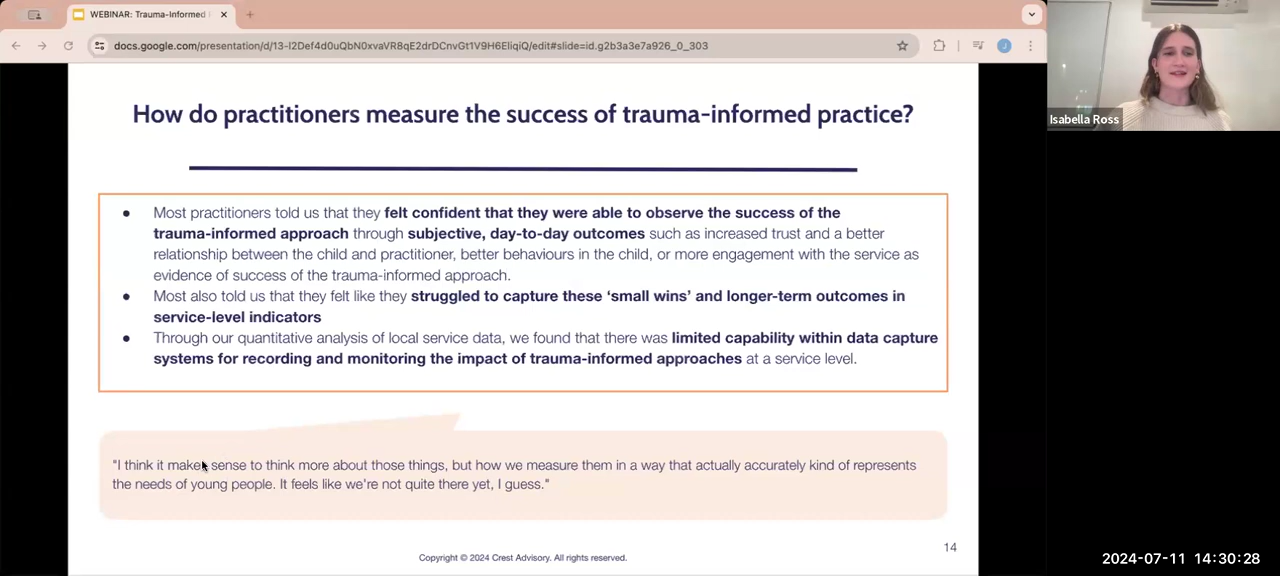 WEBINAR: Trauma-Informed
docs.google.com/presentation/d/13-I2Def4d0uQbN0xvaVR8qE2drDCnvGt1V9H6EliqiQ/edit#slide=id.g2b3a3e7a926_0_303
J
Isabella Ross
How do practitioners measure the success of trauma-informed practice?
● Most practitioners told us that they felt confident that they were able to observe the success of the
trauma-informed approach through subjective, day-to-day outcomes such as increased trust and a better
relationship between the child and practitioner, better behaviours in the child, or more engagement with the service as
evidence of success of the trauma-informed approach.
● Most also told us that they felt like they struggled to capture these ‘small wins’ and longer-term outcomes in
service-level indicators
● Through our quantitative analysis of local service data, we found that there was limited capability within data capture
systems for recording and monitoring the impact of trauma-informed approaches at a service level.
"I think it makes sense to think more about those things, but how we measure them in a way that actually accurately kind of represents
the needs of young people. It feels like we're not quite there yet, I guess."
14
Copyright © 2024 Crest Advisory. All rights reserved.
2024-07-11 14:30:28